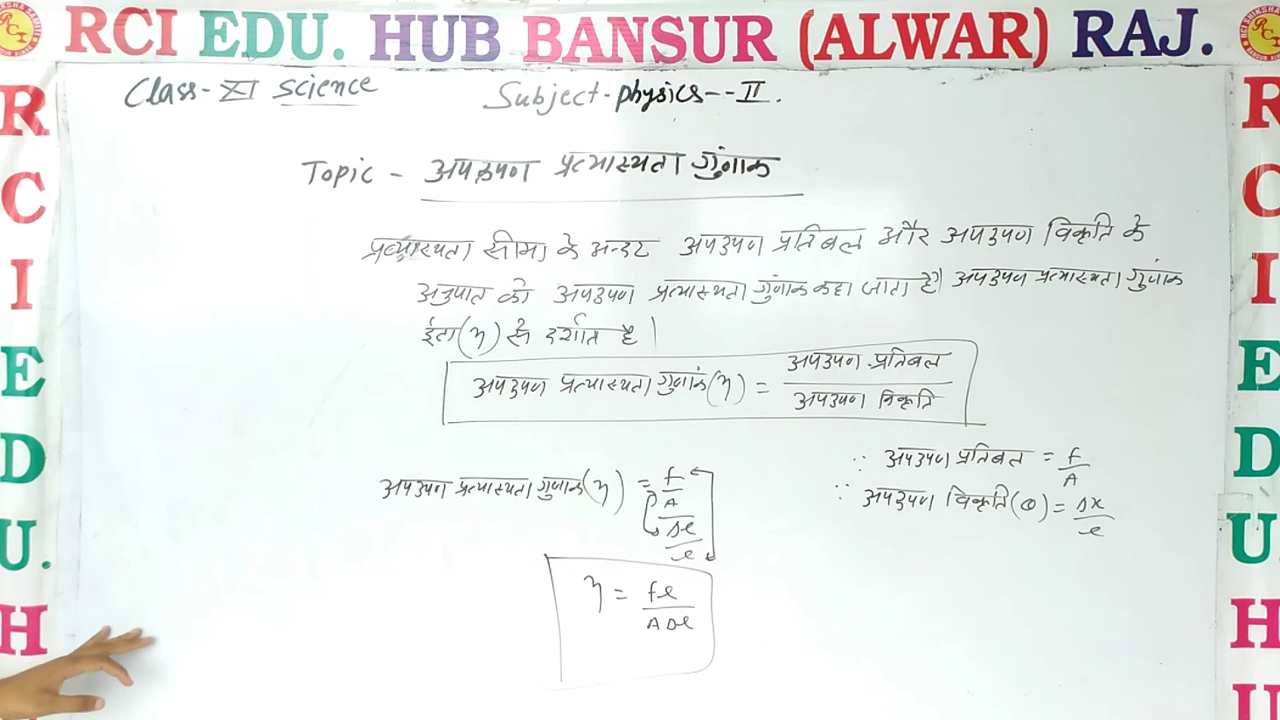 RCI EDU. HUB BANSUR (ALWAR) RAJ.
Class-XI Science Subject-physics--II.
Topic - अपरूपण प्रत्यास्थता गुंणाक
प्रत्यास्थता सीमा के अन्दर अपरुपण प्रतिबल और अपरुपण विकृति के
अनुपात को अपरुपण प्रत्यास्थता गुंणाक कहा जाता है। अपरुपण प्रत्यास्थता गुंणाक
ईटा(η) से दर्शात है।
अपरुपण प्रत्यास्थता गुणांक(η) = अपरुपण प्रतिबल
अपरुपण विकृति
अपरुपण प्रत्यास्थता गुणांक(η) = F/A
Δl/l
∵ अपरुपण प्रतिबल = F/A
∵ अपरुपण विकृति(θ) = Δx/l
η = Fl
AΔl
R
C
I
E
D
U.
H
R
C
I
E
D
U
H
U